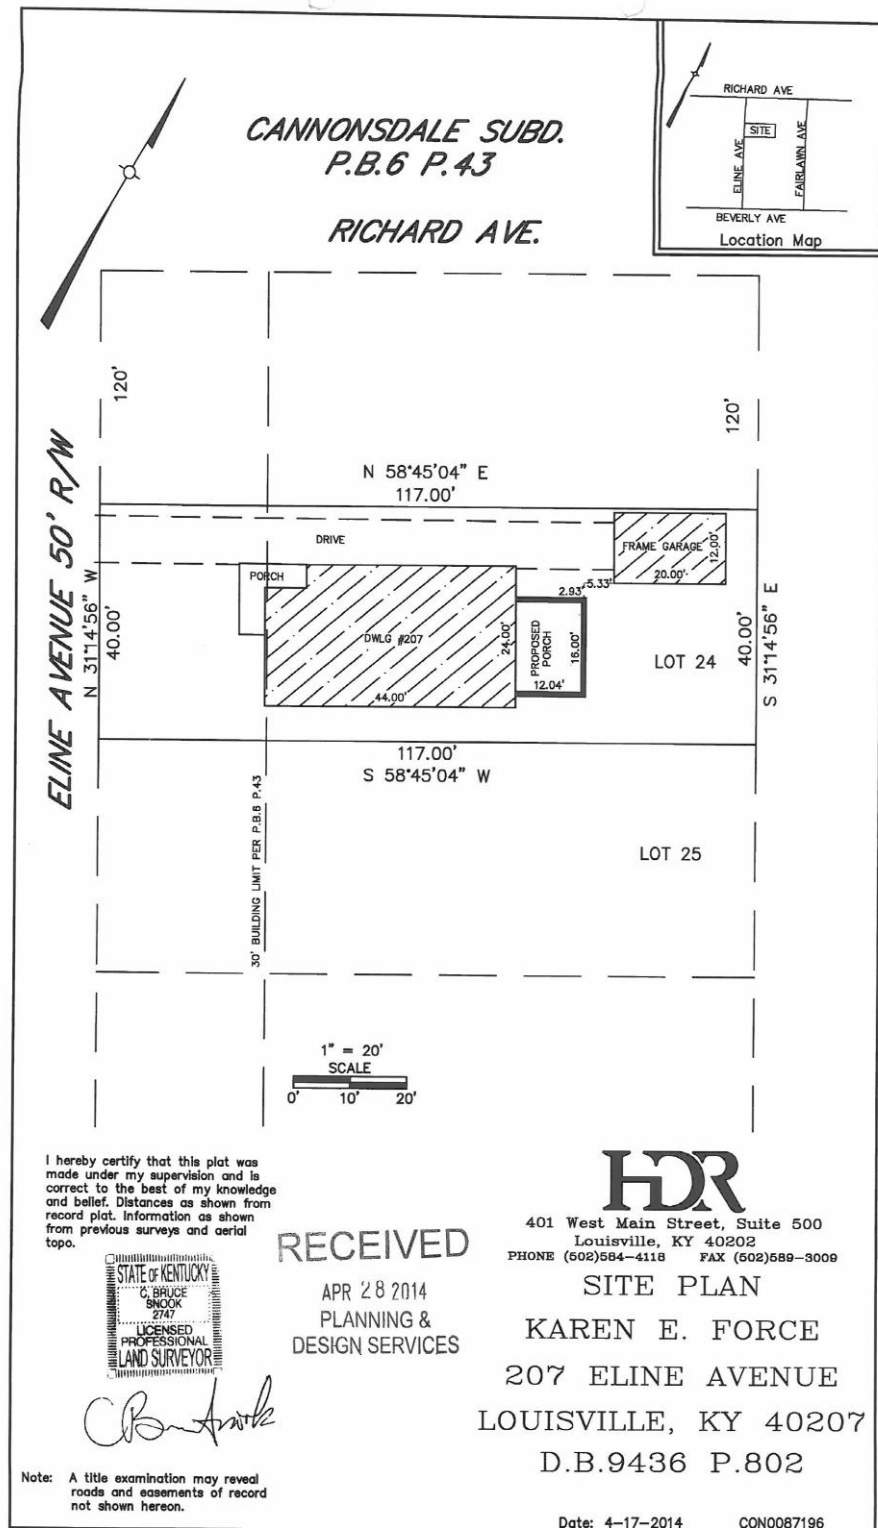 CANNONSDALE SUBD.
P.B.6 P.43
RICHARD AVE.
RICHARD AVE
SITE
ELINE AVE
FAIRLAWN AVE
BEVERLY AVE
Location Map
120'
120'
ELINE AVENUE 50' R/W
N 58°45'04" E
117.00'
DRIVE
FRAME GARAGE
12.00'
20.00'
PORCH
2.93'
5.33'
N 31°14'56" W
40.00'
DWLG #207
24.00'
44.00'
PROPOSED
PORCH
16.00'
12.04'
LOT 24
40.00'
S 31°14'56" E
117.00'
S 58°45'04" W
30' BUILDING LIMIT PER P.B.6 P.43
LOT 25
1" = 20'
SCALE
0' 10' 20'
I hereby certify that this plat was
made under my supervision and is
correct to the best of my knowledge
and belief. Distances as shown from
record plat. Information as shown
from previous surveys and aerial
topo.
STATE OF KENTUCKY
C. BRUCE
SNOOK
2747
LICENSED
PROFESSIONAL
LAND SURVEYOR
RECEIVED
APR 28 2014
PLANNING &
DESIGN SERVICES
HDR
401 West Main Street, Suite 500
Louisville, KY 40202
PHONE (502)584-4118 FAX (502)589-3009
SITE PLAN
KAREN E. FORCE
207 ELINE AVENUE
LOUISVILLE, KY 40207
D.B.9436 P.802
Note: A title examination may reveal
roads and easements of record
not shown hereon.
Date: 4-17-2014 CON0087196